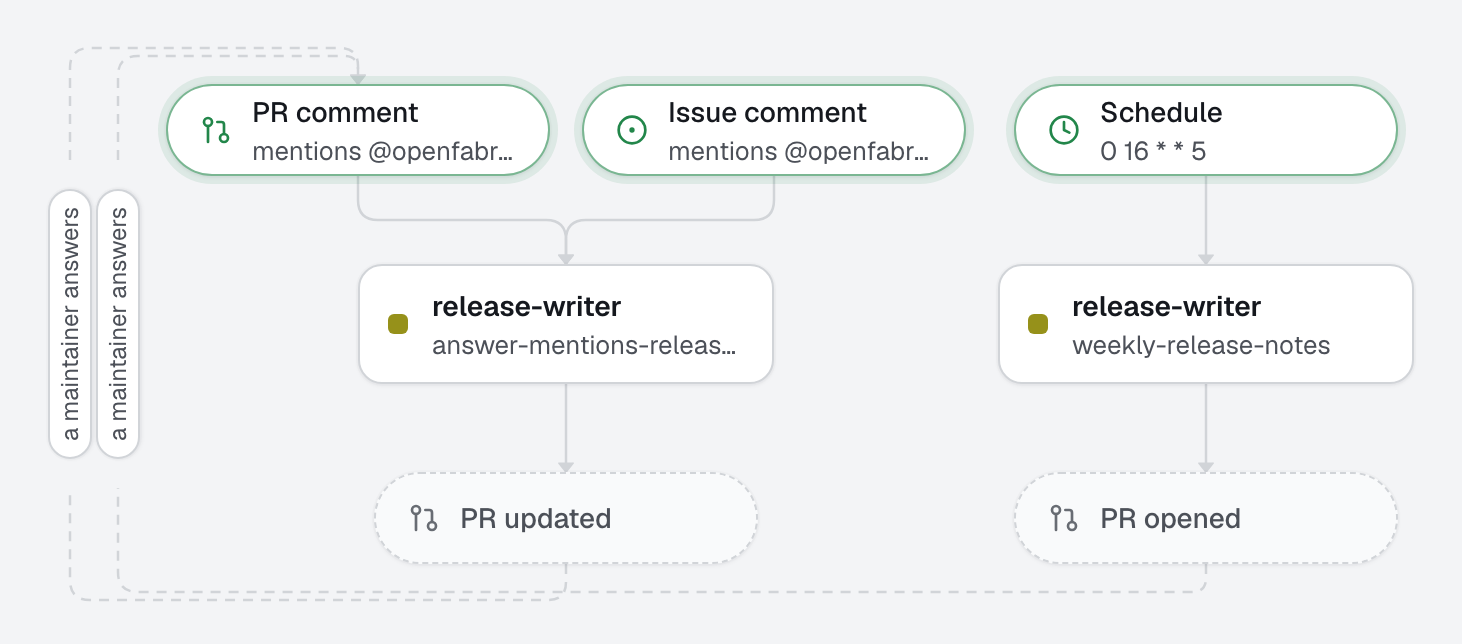 PR comment
mentions @openfabr...
Issue comment
mentions @openfabr...
Schedule
0 16 * * 5
a maintainer answers
a maintainer answers
release-writer
answer-mentions-releas...
release-writer
weekly-release-notes
PR updated
PR opened